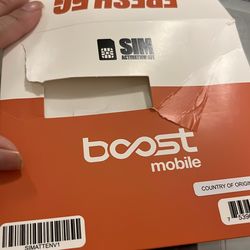 FRESH 5G
SIM
ACTIVATION KIT
boost
mobile
COUNTRY OF ORIGIN
SIMATTENV1